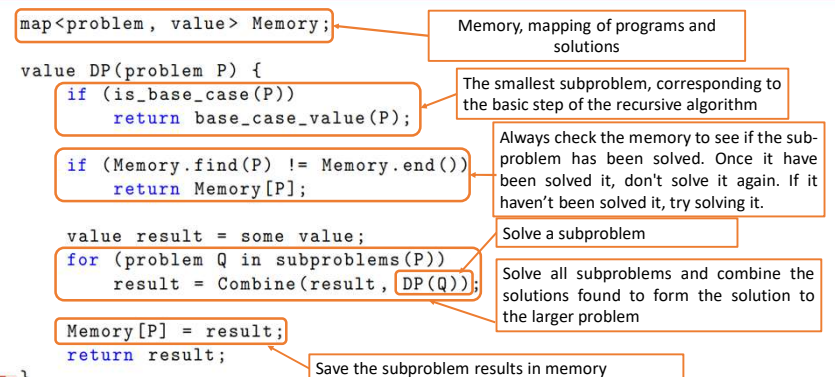 map<problem, value> Memory;
Memory, mapping of programs and
solutions
value DP(problem P) {
if (is_base_case(P))
return base_case_value(P);
The smallest subproblem, corresponding to
the basic step of the recursive algorithm
if (Memory.find(P) != Memory.end())
return Memory[P];
Always check the memory to see if the sub-
problem has been solved. Once it have
been solved it, don't solve it again. If it
haven't been solved it, try solving it.
value result = some value;
Solve a subproblem
for (problem Q in subproblems(P))
result = Combine(result, DP(Q));
Solve all subproblems and combine the
solutions found to form the solution to
the larger problem
Memory[P] = result;
return result;
Save the subproblem results in memory
}